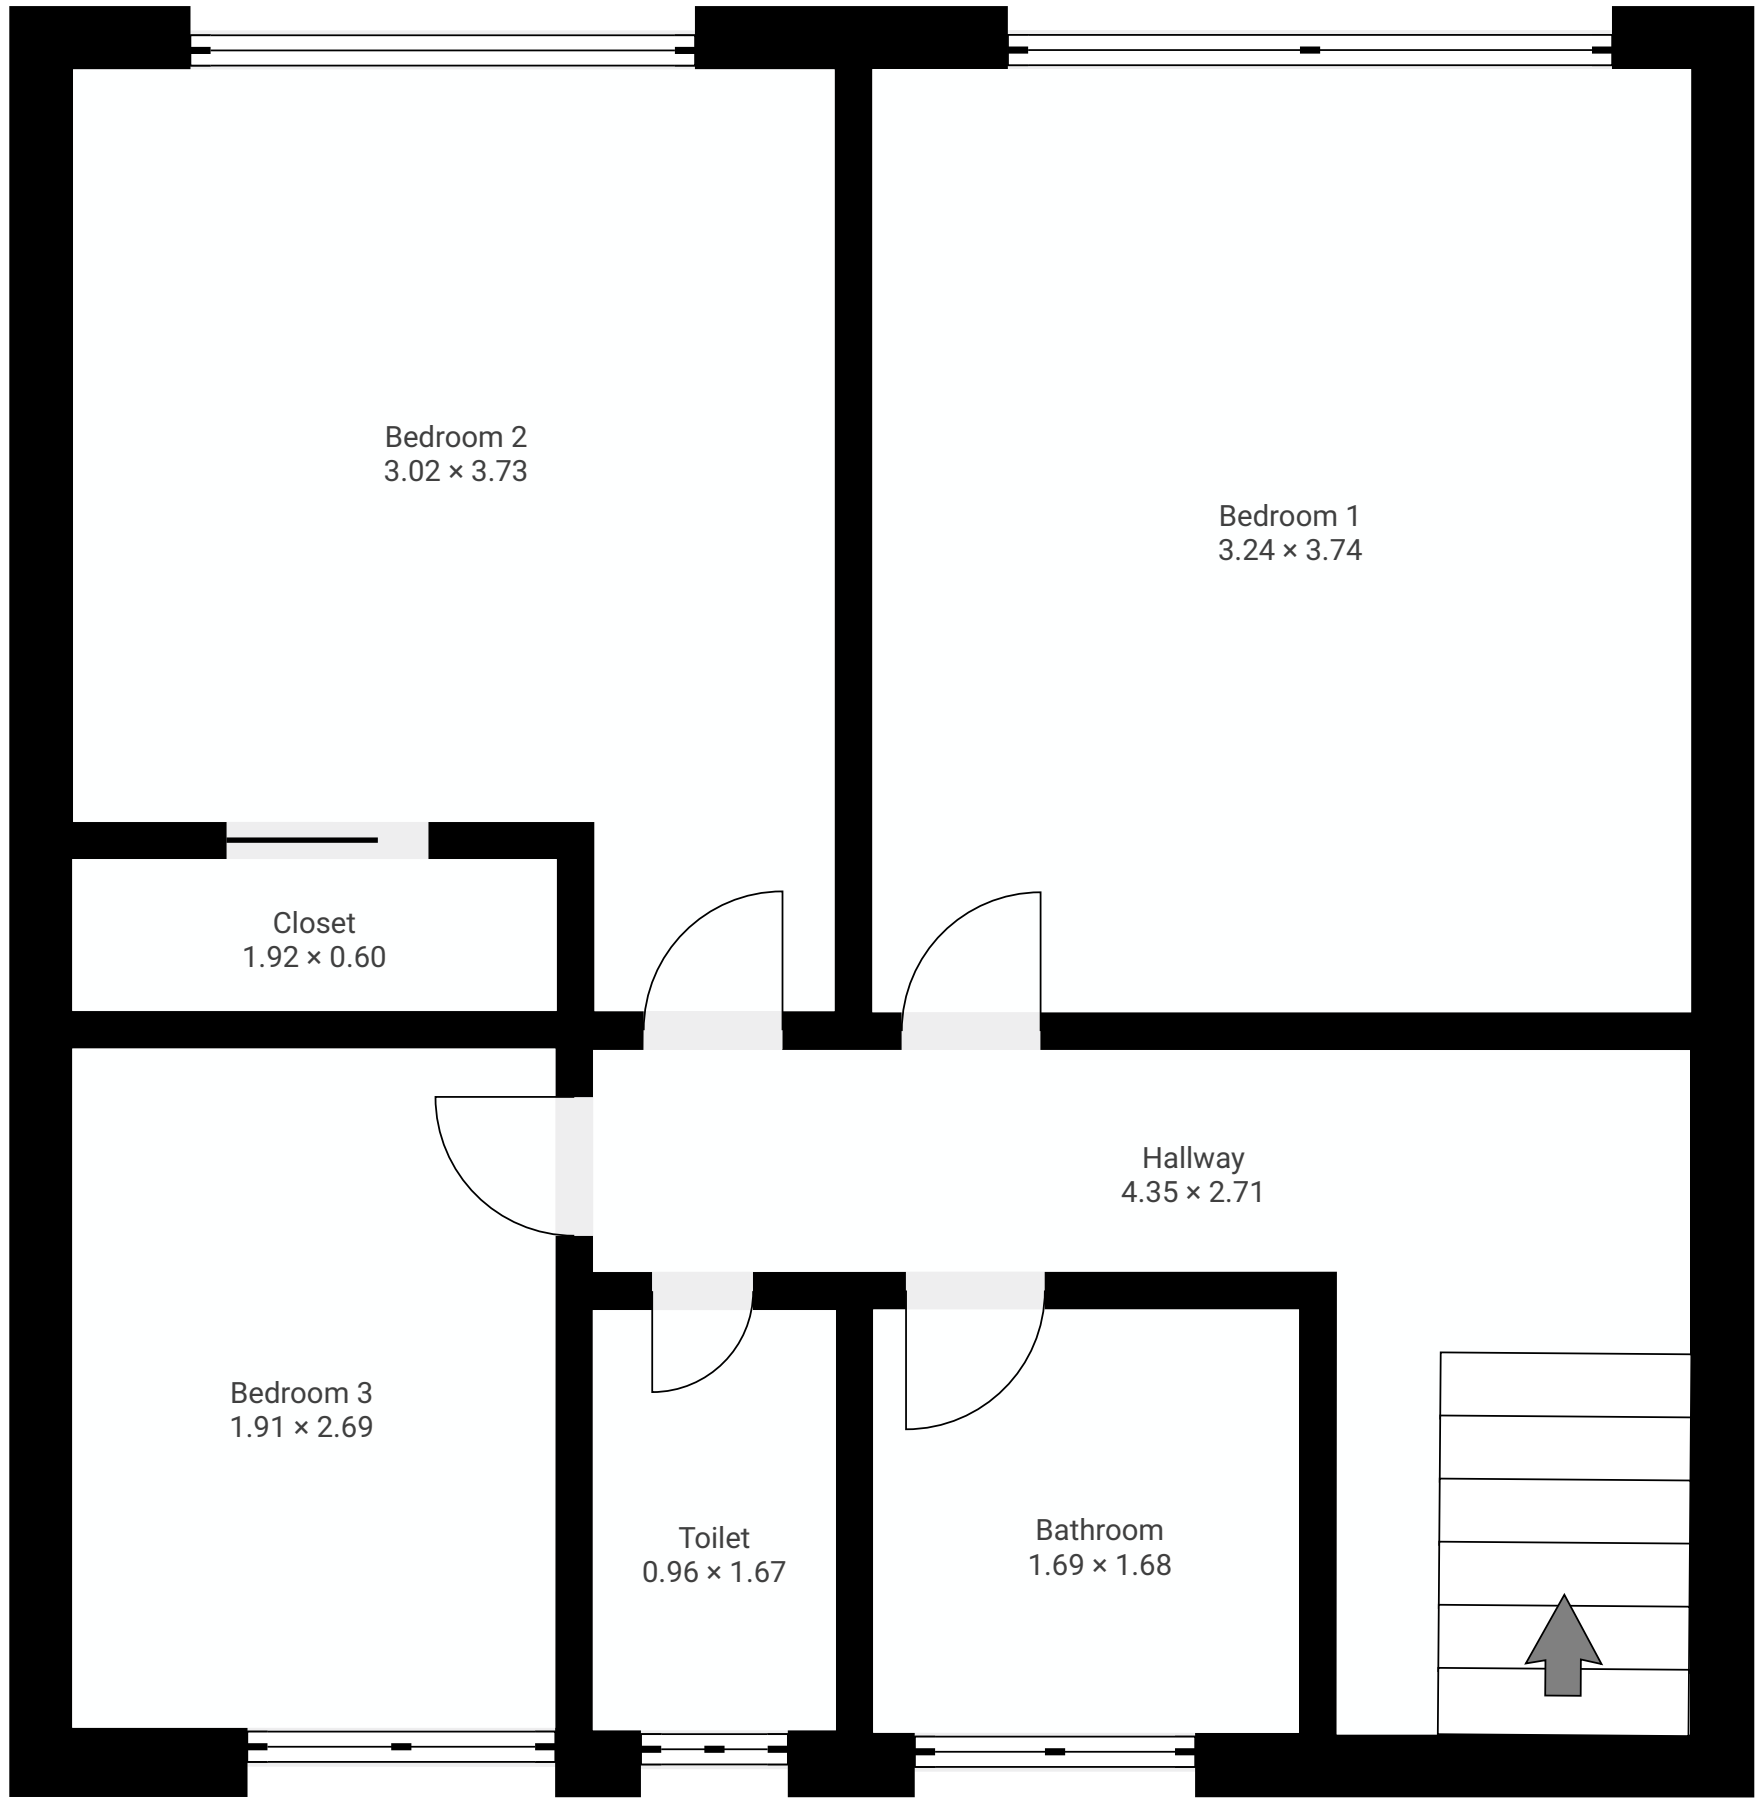 Bedroom 2
3.02 × 3.73
Bedroom 1
3.24 × 3.74
Closet
1.92 × 0.60
Hallway
4.35 × 2.71
Bedroom 3
1.91 × 2.69
Toilet
0.96 × 1.67
Bathroom
1.69 × 1.68